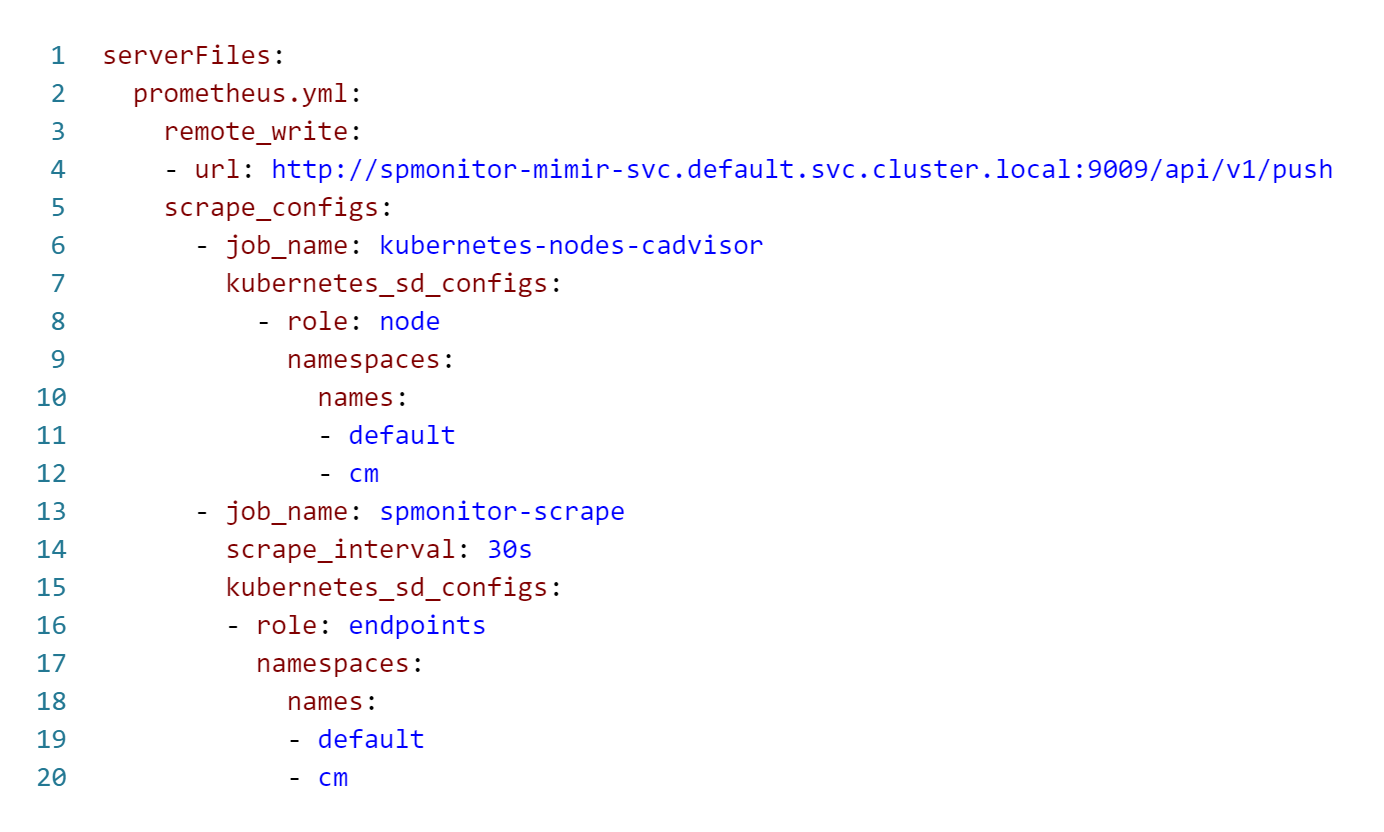 1 serverFiles:
2   prometheus.yml:
3     remote_write:
4     - url: http://spmonitor-mimir-svc.default.svc.cluster.local:9009/api/v1/push
5     scrape_configs:
6       - job_name: kubernetes-nodes-cadvisor
7         kubernetes_sd_configs:
8           - role: node
9             namespaces:
10               names:
11               - default
12               - cm
13       - job_name: spmonitor-scrape
14         scrape_interval: 30s
15         kubernetes_sd_configs:
16         - role: endpoints
17           namespaces:
18             names:
19             - default
20             - cm